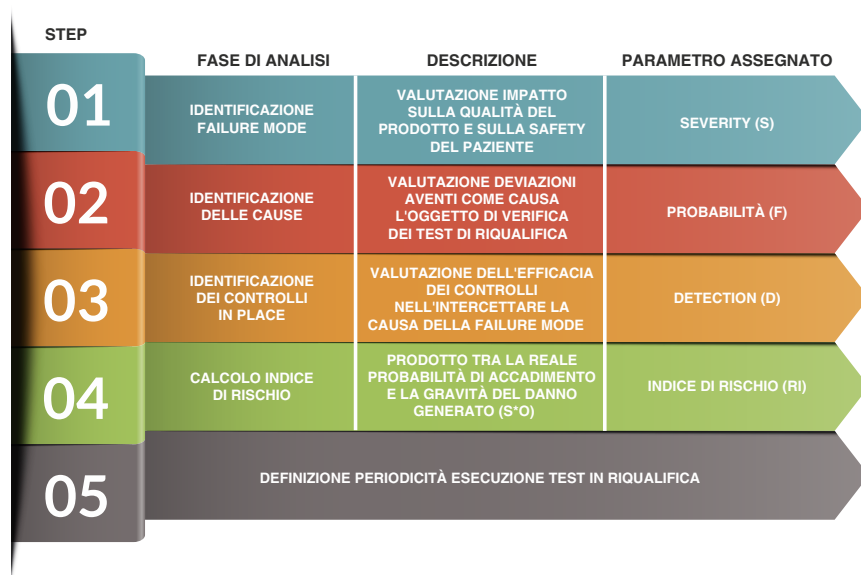 STEP
FASE DI ANALISI
DESCRIZIONE
PARAMETRO ASSEGNATO
01
IDENTIFICAZIONE
FAILURE MODE
VALUTAZIONE IMPATTO
SULLA QUALITÀ DEL
PRODOTTO E SULLA SAFETY
DEL PAZIENTE
SEVERITY (S)
02
IDENTIFICAZIONE
DELLE CAUSE
VALUTAZIONE DEVIAZIONI
AVENTI COME CAUSA
L'OGGETTO DI VERIFICA
DEI TEST DI RIQUALIFICA
PROBABILITÀ (F)
03
IDENTIFICAZIONE
DEI CONTROLLI
IN PLACE
VALUTAZIONE DELL'EFFICACIA
DEI CONTROLLI
NELL'INTERCETTARE LA
CAUSA DELLA FAILURE MODE
DETECTION (D)
04
CALCOLO INDICE
DI RISCHIO
PRODOTTO TRA LA REALE
PROBABILITÀ DI ACCADIMENTO
E LA GRAVITÀ DEL DANNO
GENERATO (S*O)
INDICE DI RISCHIO (RI)
05
DEFINIZIONE PERIODICITÀ ESECUZIONE TEST IN RIQUALIFICA